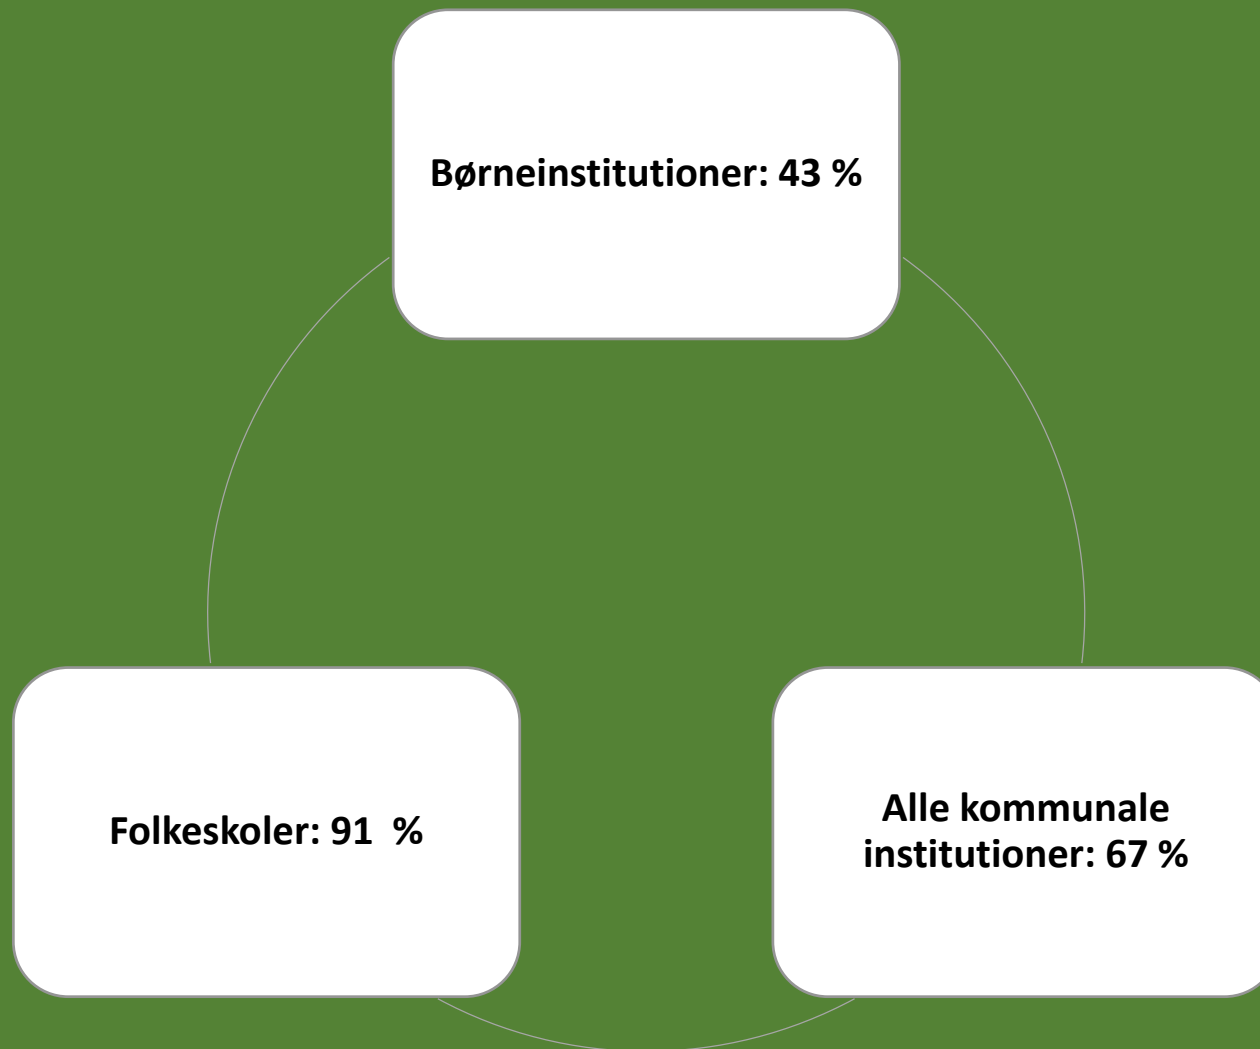 Børneinstitutioner: 43 %
Folkeskoler: 91  %
Alle kommunale
institutioner: 67 %